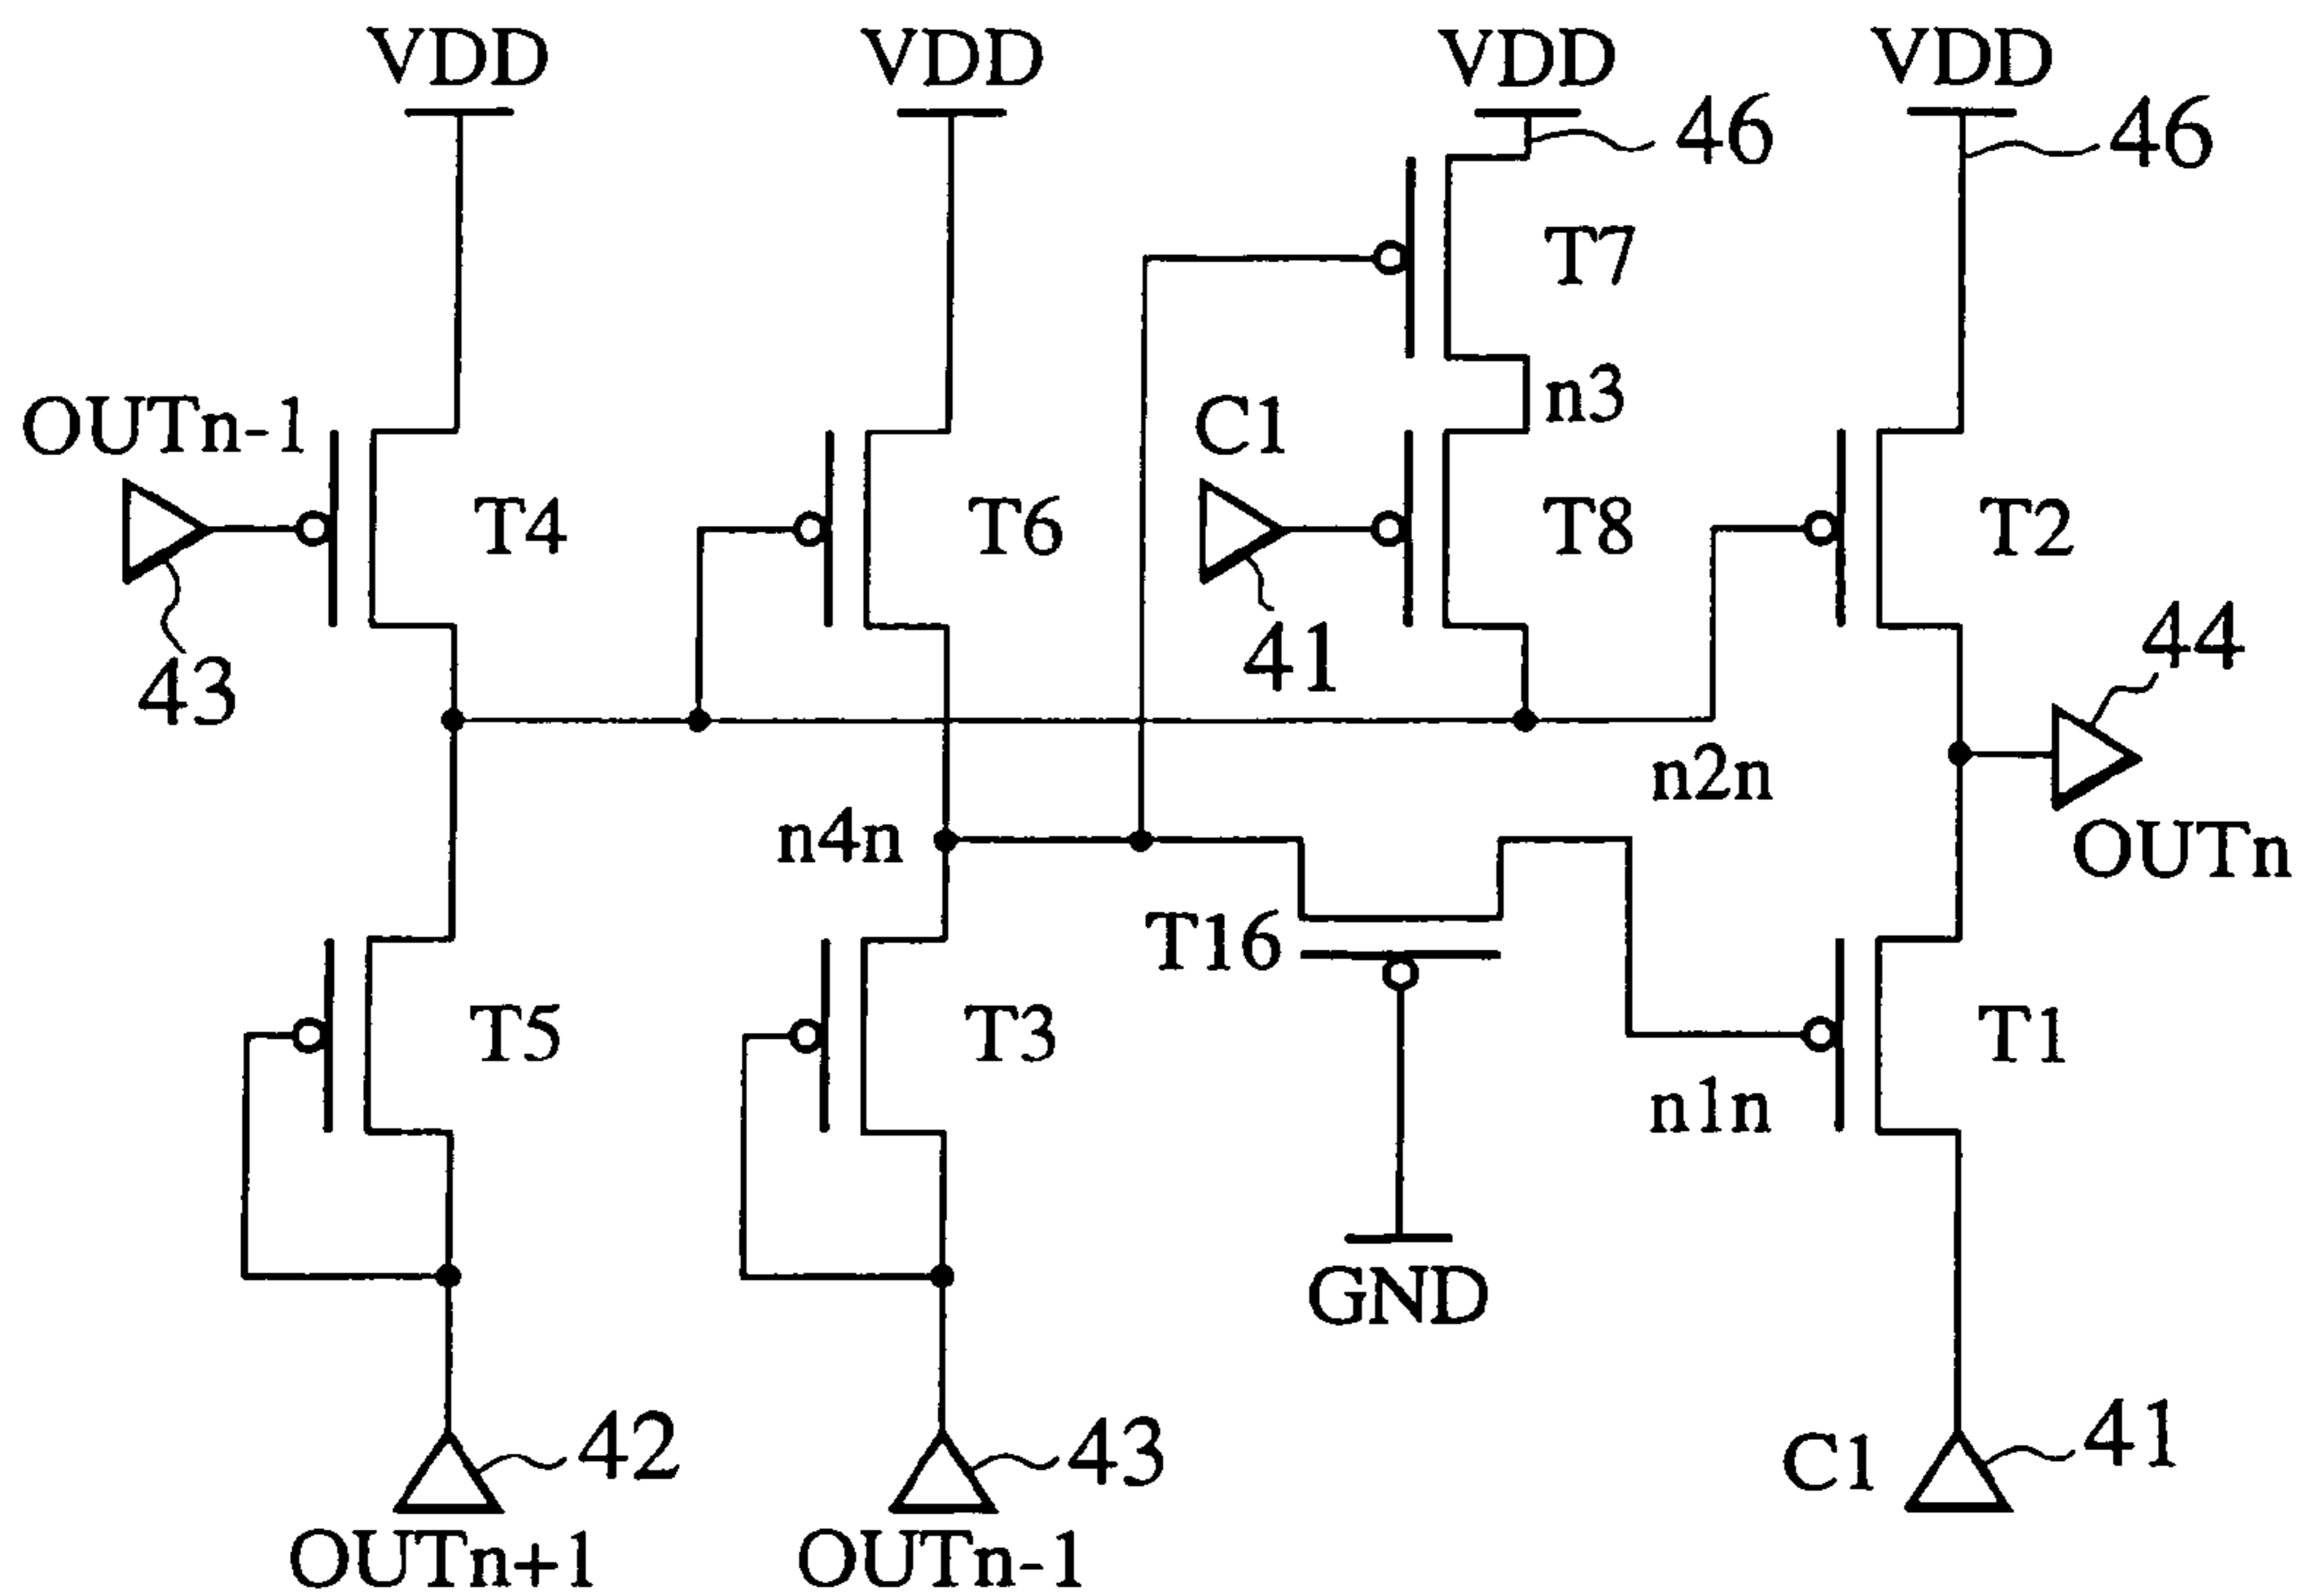 VDD
VDD
VDD
VDD
46
46
T7
OUTn-1
n3
C1
T4
T6
T8
T2
43
41
44
n2n
n4n
OUTn
T16
T5
T3
T1
n1n
GND
42
43
C1
41
OUTn+1
OUTn-1